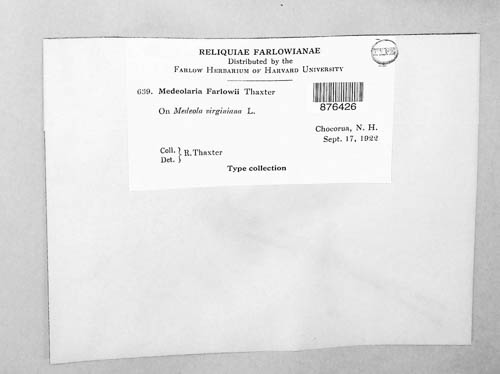 RELIQUIAE FARLOWIANAE
Distributed by the
FARLOW HERBARIUM OF HARVARD UNIVERSITY
639. Medeolaria Farlowii Thaxter
On Medeola virginiana L.
876426
Chocorua, N. H.
Sept. 17, 1922
Coll. } R. Thaxter
Det. }
Type collection